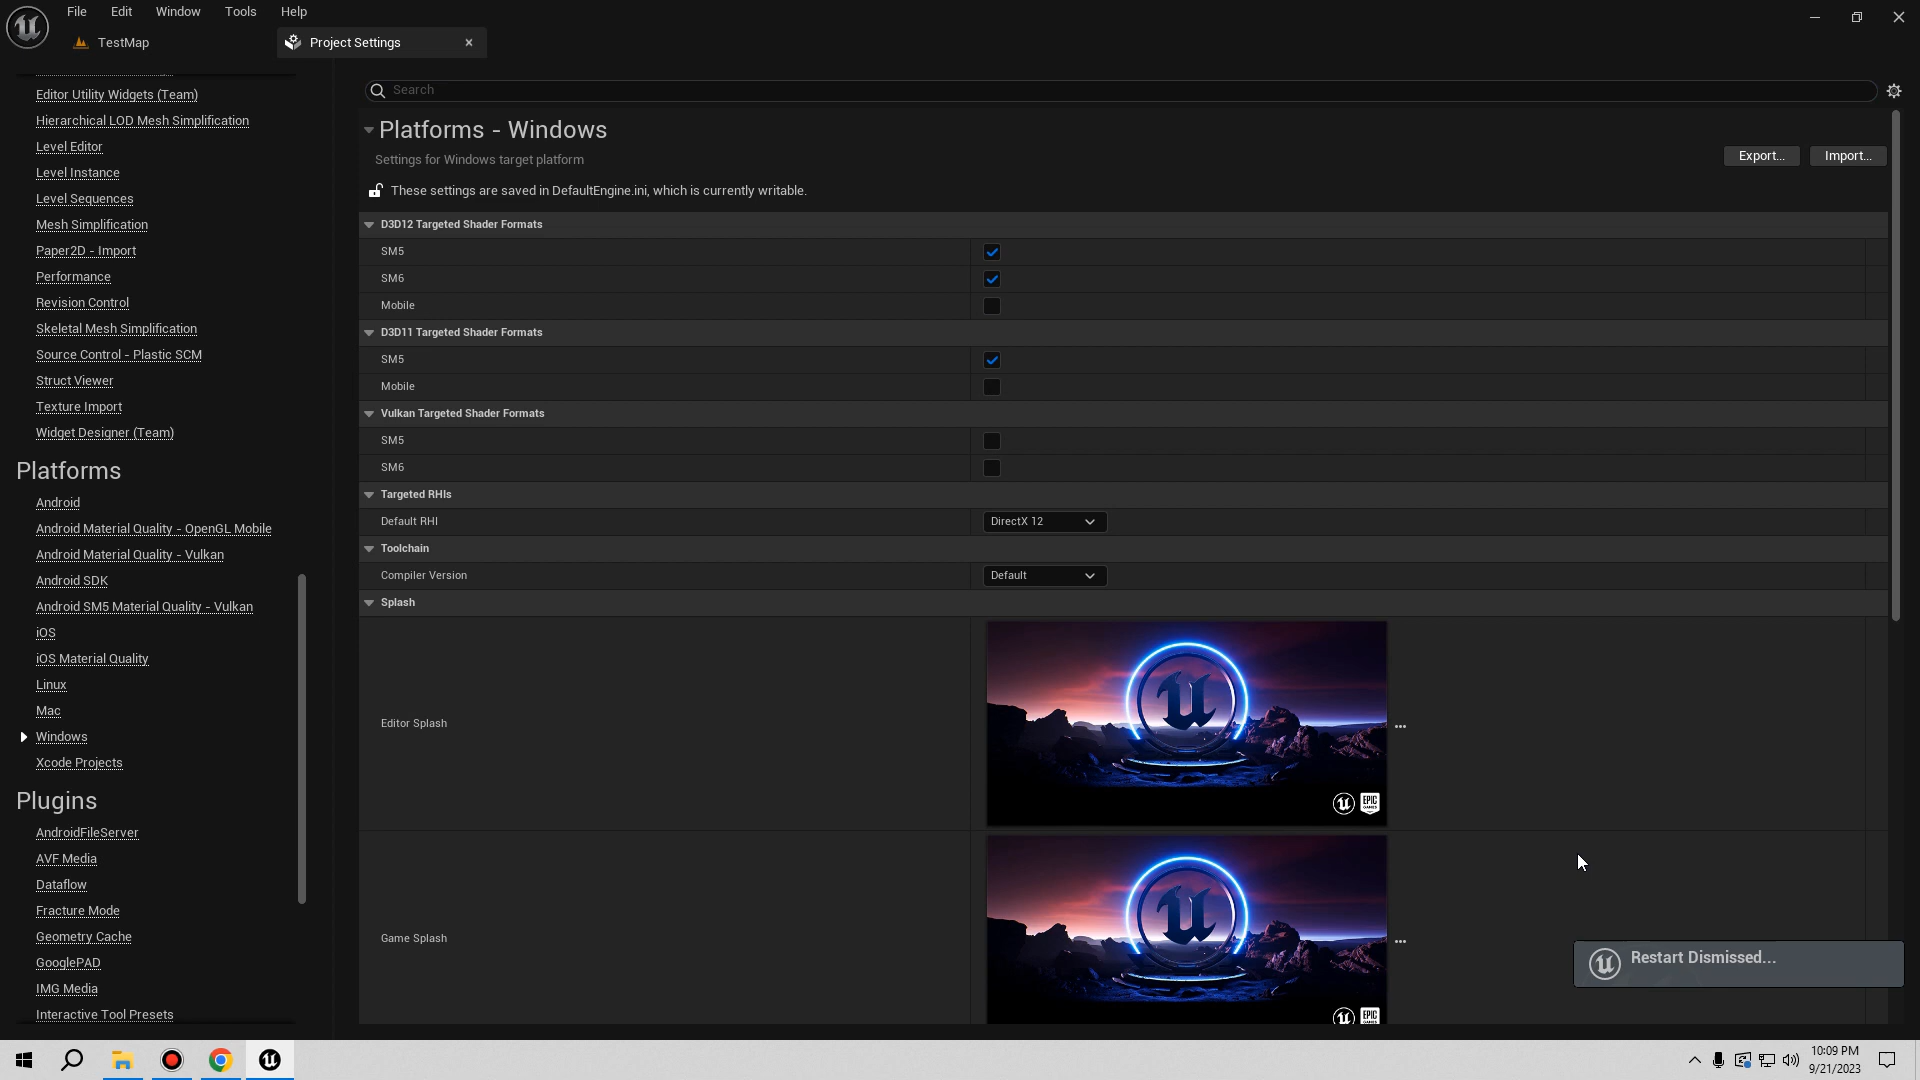 File Edit Window Tools Help
TestMap
Project Settings
Editor Utility Widgets (Team)
Hierarchical LOD Mesh Simplification
Level Editor
Level Instance
Level Sequences
Mesh Simplification
Paper2D - Import
Performance
Revision Control
Skeletal Mesh Simplification
Source Control - Plastic SCM
Struct Viewer
Texture Import
Widget Designer (Team)
Platforms
Android
Android Material Quality - OpenGL Mobile
Android Material Quality - Vulkan
Android SDK
Android SM5 Material Quality - Vulkan
iOS
iOS Material Quality
Linux
Mac
Windows
Xcode Projects
Plugins
AndroidFileServer
AVF Media
Dataflow
Fracture Mode
Geometry Cache
GooglePAD
IMG Media
Interactive Tool Presets
Search
Platforms - Windows
Settings for Windows target platform
Export...
Import...
These settings are saved in DefaultEngine.ini, which is currently writable.
D3D12 Targeted Shader Formats
SM5
SM6
Mobile
D3D11 Targeted Shader Formats
SM5
Mobile
Vulkan Targeted Shader Formats
SM5
SM6
Targeted RHIs
Default RHI
DirectX 12
Toolchain
Compiler Version
Default
Splash
Editor Splash
EPIC
GAMES
Game Splash
EPIC
Restart Dismissed...
10:09 PM
9/21/2023